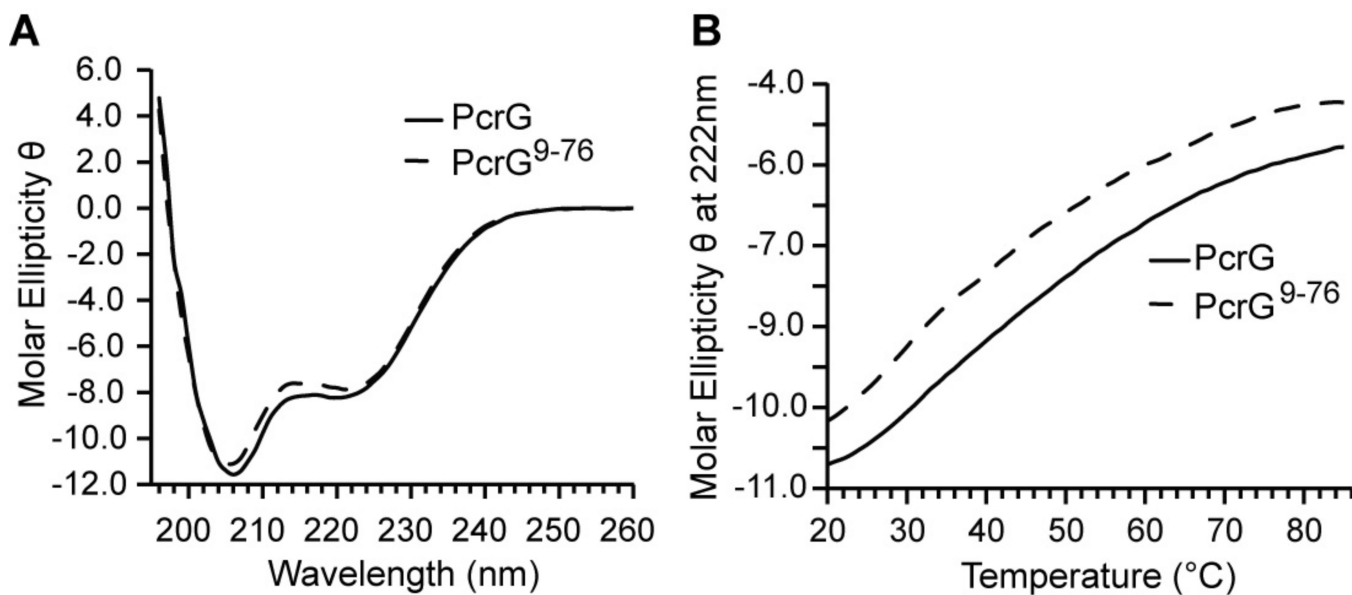 A
Molar Ellipticity θ
6.0
4.0
2.0
0.0
-2.0
-4.0
-6.0
-8.0
-10.0
-12.0
PcrG
PcrG9-76
200 210 220 230 240 250 260
Wavelength (nm)
B
Molar Ellipticity θ at 222nm
-4.0
-6.0
-7.0
-9.0
-10.0
-11.0
PcrG
PcrG9-76
20 30 40 50 60 70 80
Temperature (°C)